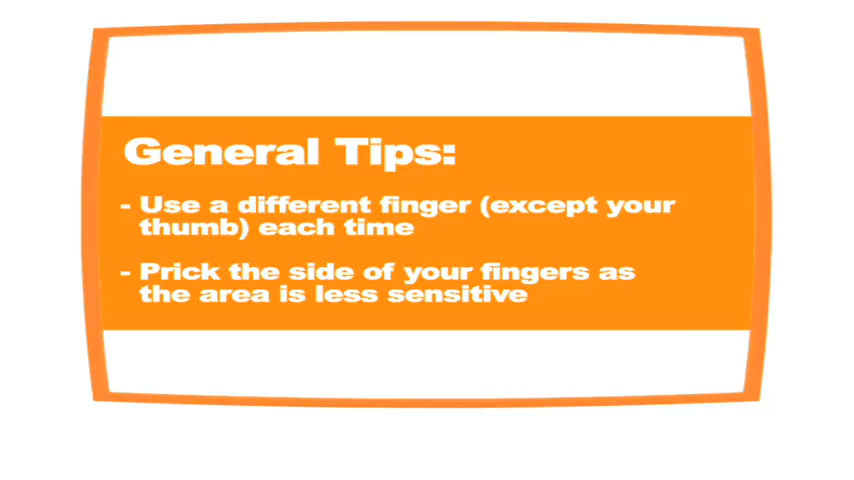 General Tips:
- Use a different finger (except your
thumb) each time
- Prick the side of your fingers as
the area is less sensitive